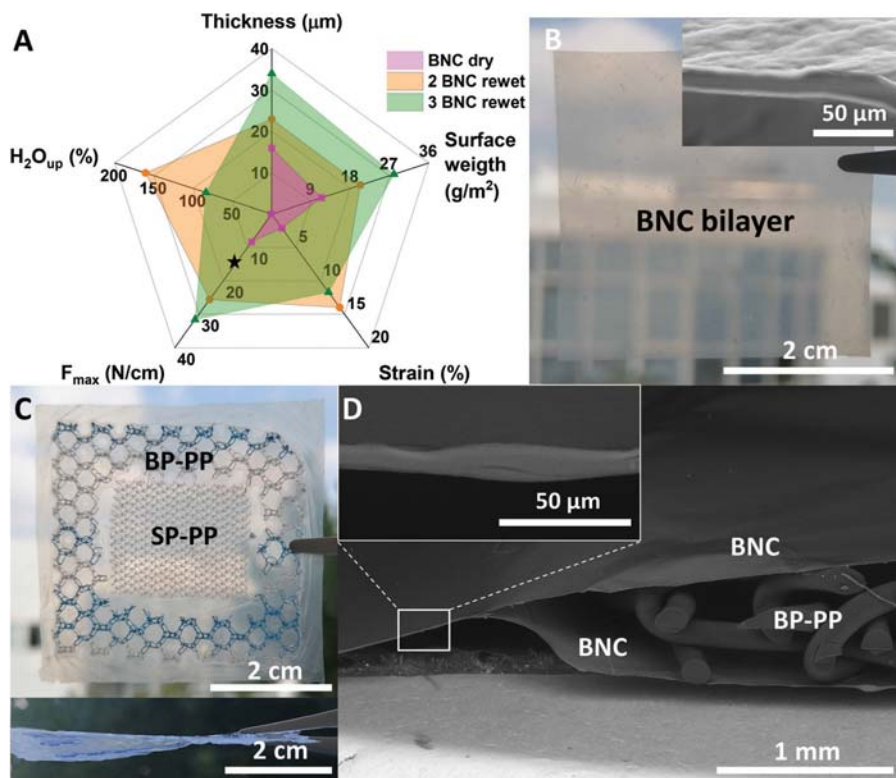 A
Thickness (μm)
40
30
20
10
BNC dry
2 BNC rewet
3 BNC rewet
H2Oup (%)
200
150
100
50
36
27
18
9
Surface
weigth
(g/m²)
5
10
15
20
Strain (%)
10
20
30
40
Fmax (N/cm)
B
50 μm
BNC bilayer
2 cm
C
BP-PP
SP-PP
2 cm
2 cm
D
50 μm
BNC
BP-PP
BNC
1 mm